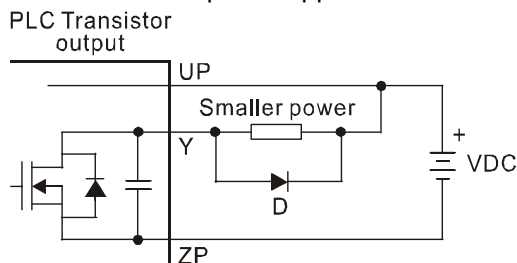 PLC Transistor
output
UP
Smaller power
Y
+
VDC
D
ZP